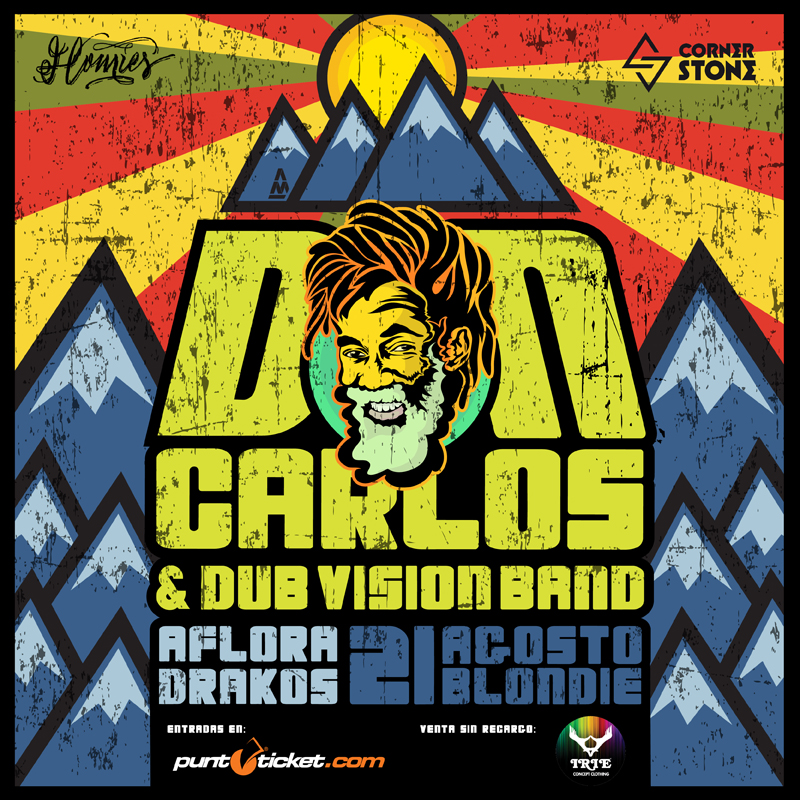 Homies
CORNER
STONE
AM
DON
CARLOS
& DUB VISION BAND
AFLORA
DRAKOS
21
AGOSTO
BLONDIE
ENTRADAS EN:
puntoticket.com
VENTA SIN RECARGO:
IRIE
CONCEPT CLOTHING